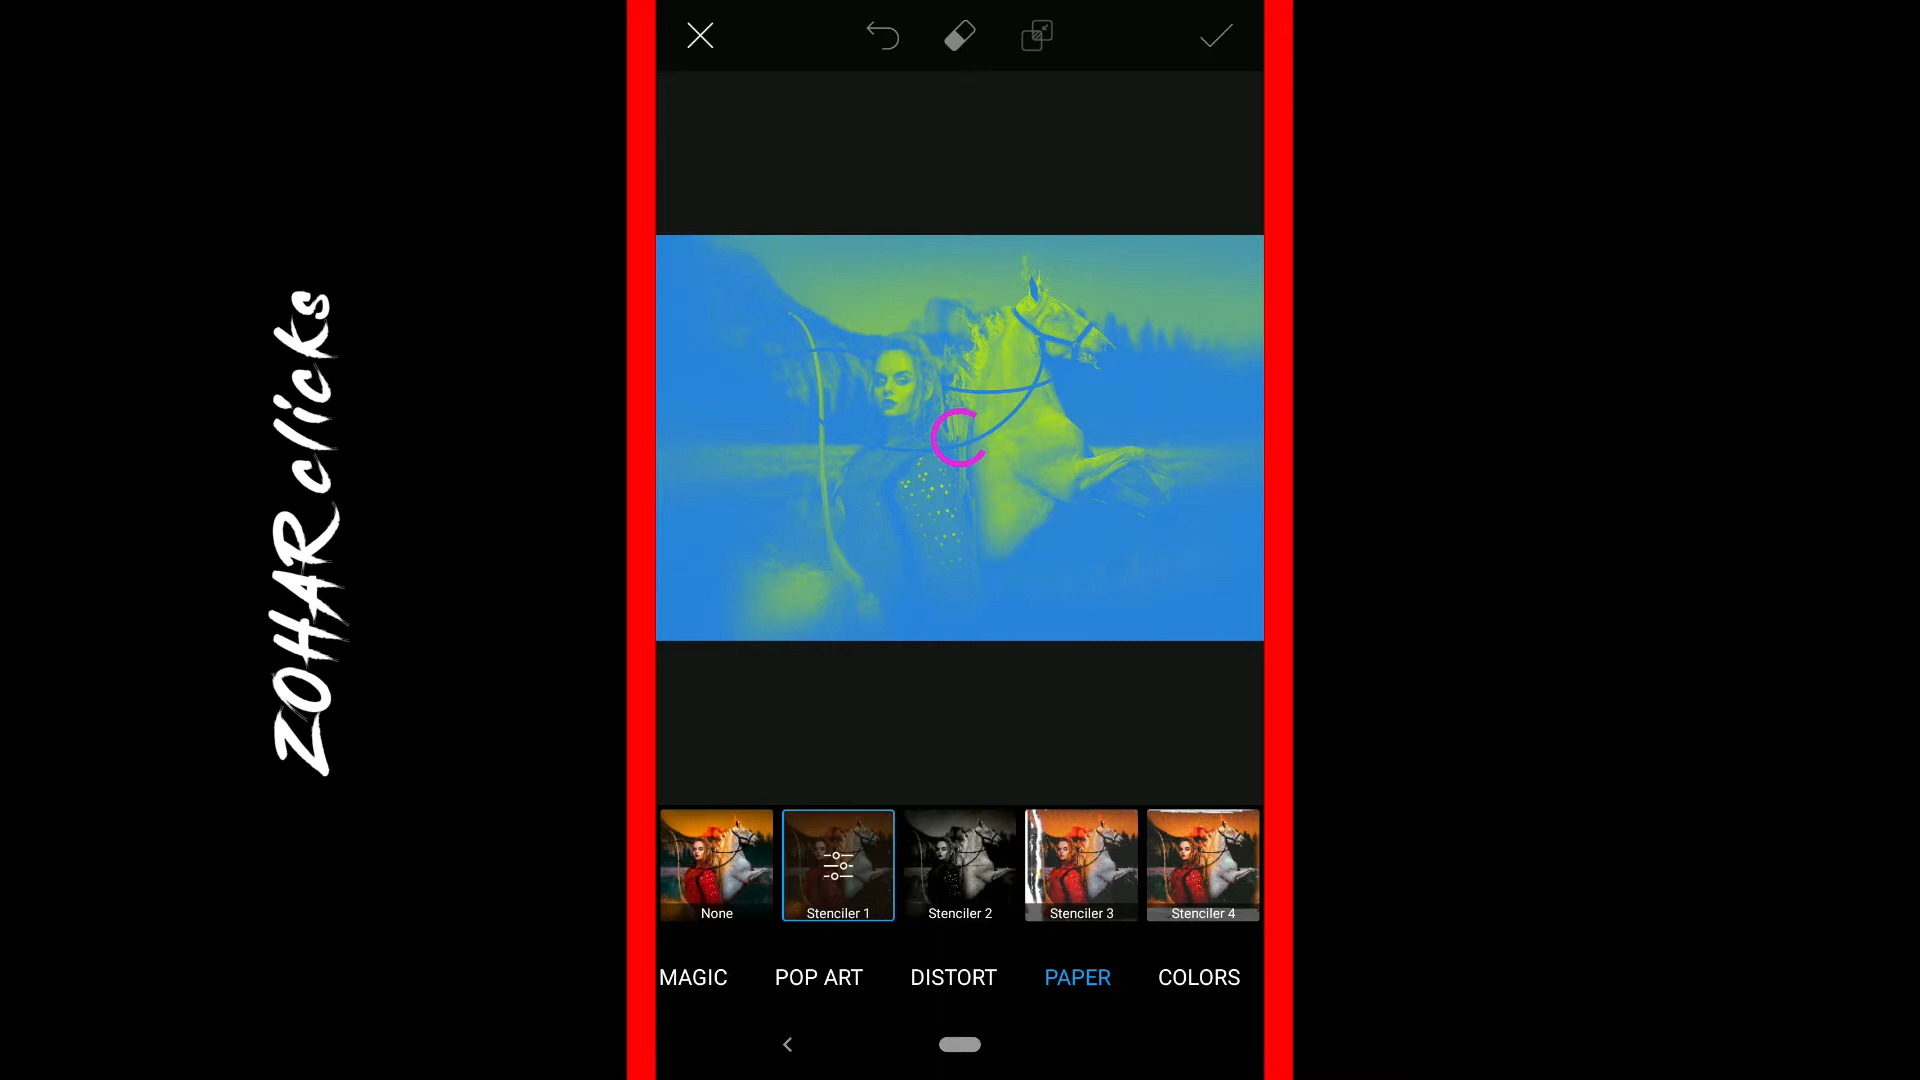 ZOHAR clicks
None
Stenciler 1
Stenciler 2
Stenciler 3
Stenciler 4
MAGIC
POP ART
DISTORT
PAPER
COLORS